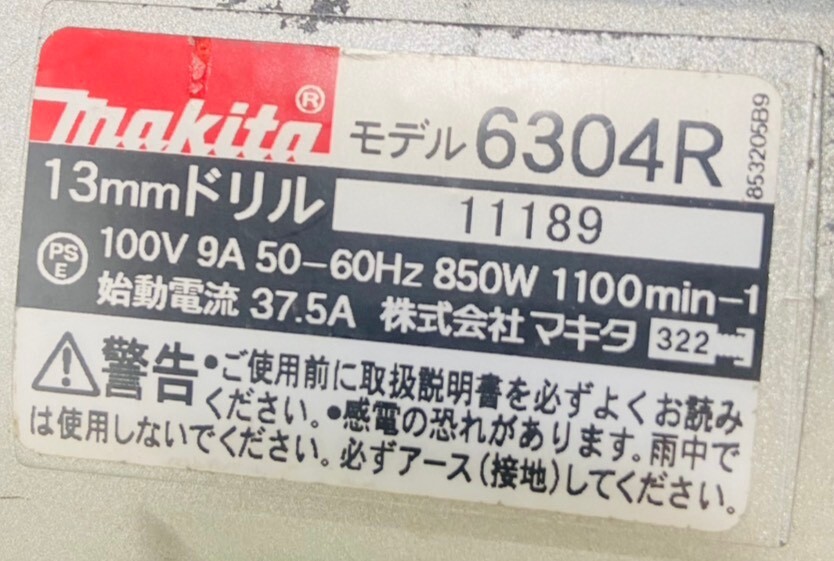 makita®
モデル 6304R
853205B9
13mmドリル 11189
PSE 100V 9A 50-60Hz 850W 1100min-1
始動電流 37.5A 株式会社 マキタ 322
警告 •ご使用前に取扱説明書を必ずよくお読み
ください。•感電の恐れがあります。雨中で
は使用しないでください。必ずアース(接地)してください。